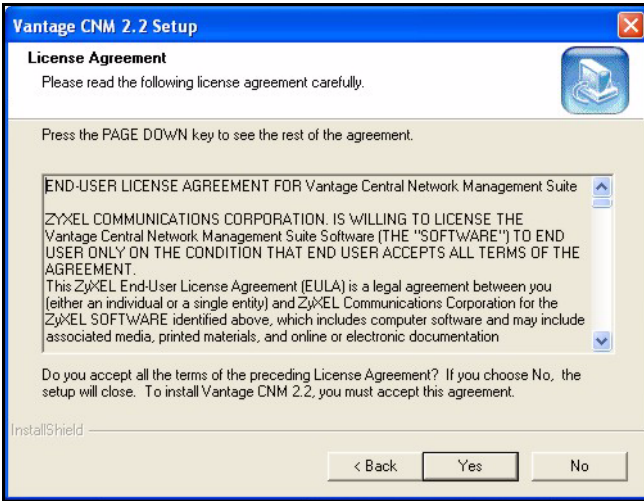 Vantage CNM 2.2 Setup
License Agreement
Please read the following license agreement carefully.
Press the PAGE DOWN key to see the rest of the agreement.
END-USER LICENSE AGREEMENT FOR Vantage Central Network Management Suite
ZYXEL COMMUNICATIONS CORPORATION. IS WILLING TO LICENSE THE
Vantage Central Network Management Suite Software (THE "SOFTWARE") TO END
USER ONLY ON THE CONDITION THAT END USER ACCEPTS ALL TERMS OF THE
AGREEMENT.
This ZyXEL End-User License Agreement (EULA) is a legal agreement between you
(either an individual or a single entity) and ZyXEL Communications Corporation for the
ZyXEL SOFTWARE identified above, which includes computer software and may include
associated media, printed materials, and online or electronic documentation
Do you accept all the terms of the preceding License Agreement? If you choose No, the
setup will close. To install Vantage CNM 2.2, you must accept this agreement.
InstallShield
< Back
Yes
No